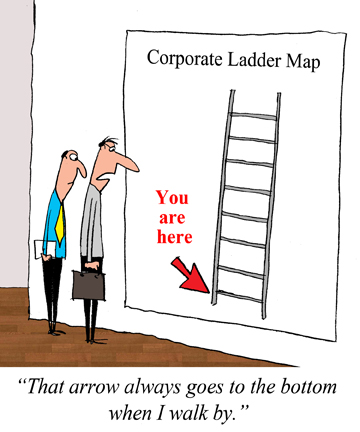 Corporate Ladder Map
You
are
here
“That arrow always goes to the bottom
when I walk by.”